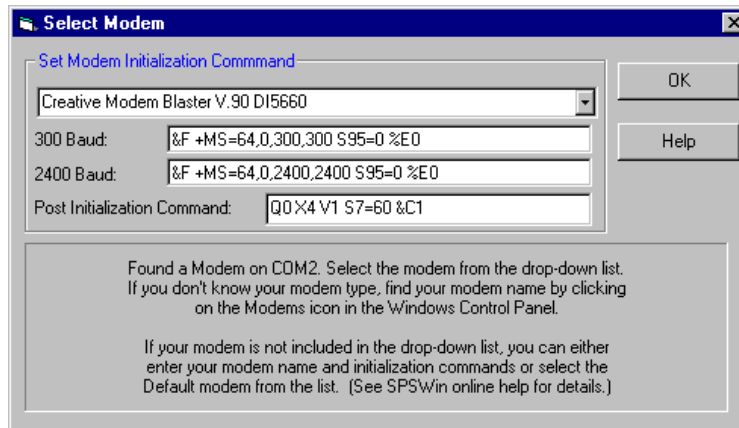 Select Modem
Set Modem Initialization Commmand
Creative Modem Blaster V.90 DI5660
OK
300 Baud: &F +MS=64,0,300,300 S95=0 %E0
Help
2400 Baud: &F +MS=64,0,2400,2400 S95=0 %E0
Post Initialization Command: Q0 X4 V1 S7=60 &C1
Found a Modem on COM2. Select the modem from the drop-down list.
If you don't know your modem type, find your modem name by clicking
on the Modems icon in the Windows Control Panel.
If your modem is not included in the drop-down list, you can either
enter your modem name and initialization commands or select the
Default modem from the list. (See SPSWin online help for details.)